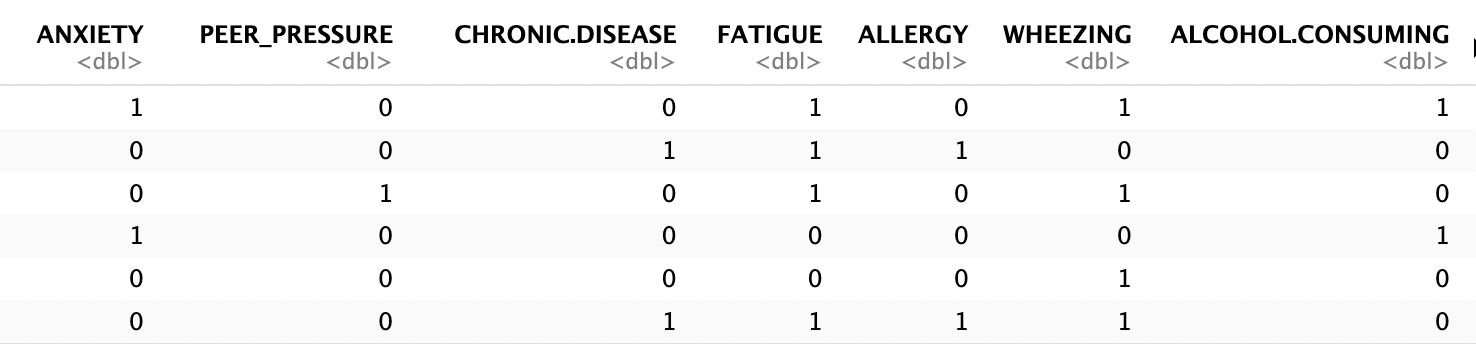 ANXIETY PEER_PRESSURE CHRONIC.DISEASE FATIGUE ALLERGY WHEEZING ALCOHOL.CONSUMING
<dbl> <dbl> <dbl> <dbl> <dbl> <dbl> <dbl>
1 0 0 1 0 1 1
0 0 1 1 1 0 0
0 1 0 1 0 1 0
1 0 0 0 0 0 1
0 0 0 0 0 1 0
0 0 1 1 1 1 0